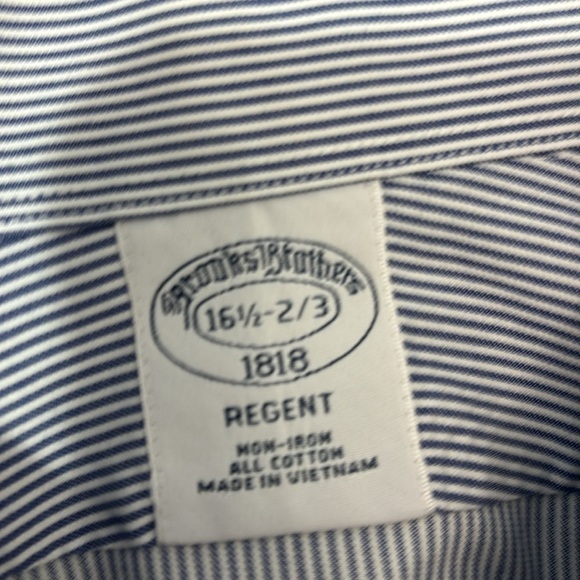 Brooks Brothers
16½-2/3
1818
REGENT
NON-IRON
ALL COTTON
MADE IN VIETNAM